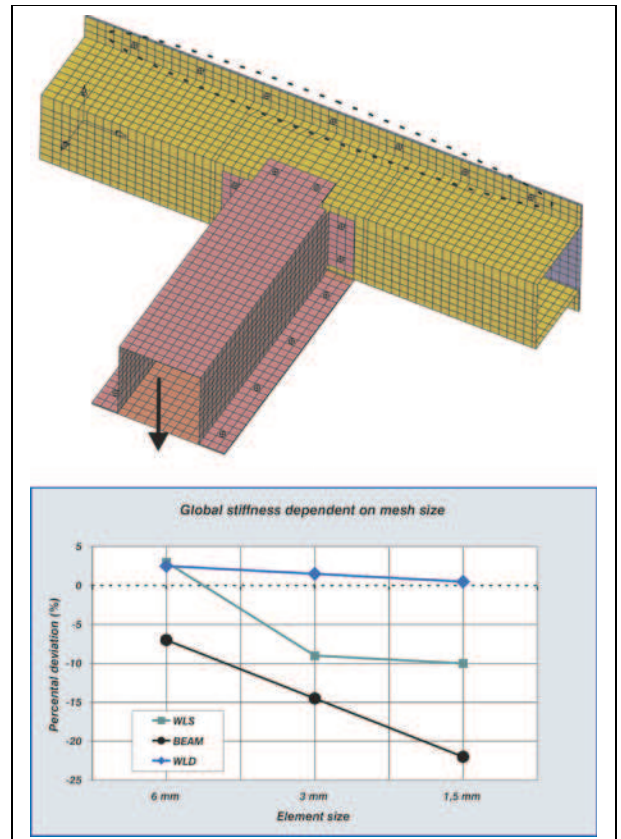 Global stiffness dependent on mesh size
Percental deviation (%)
5
0
-5
-10
-15
-20
-25
WLS
BEAM
WLD
6 mm
3 mm
1,5 mm
Element size